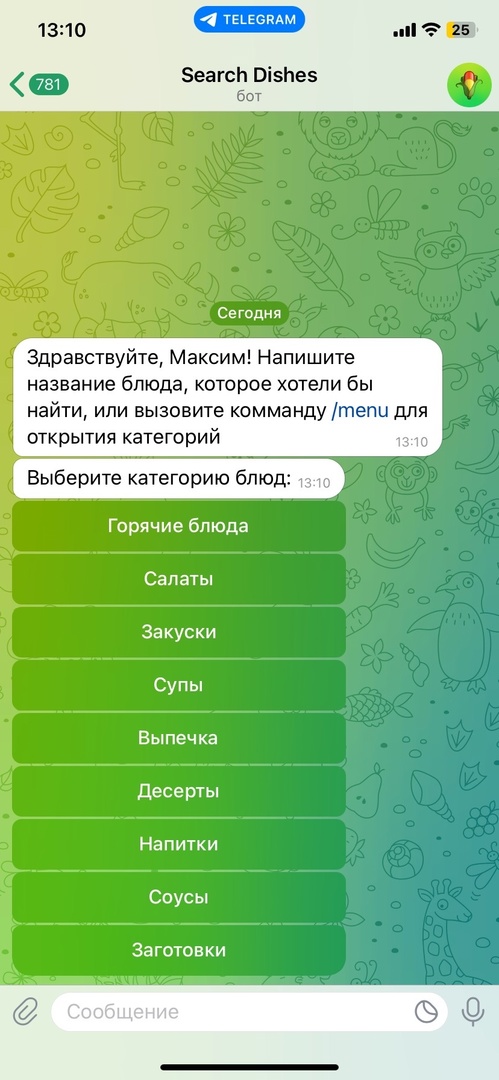 13:10
TELEGRAM
25
781
Search Dishes
бот
Сегодня
Здравствуйте, Максим! Напишите
название блюда, которое хотели бы
найти, или вызовите комманду /menu для
открытия категорий
13:10
Выберите категорию блюд: 13:10
Горячие блюда
Салаты
Закуски
Супы
Выпечка
Десерты
Напитки
Соусы
Заготовки
Сообщение